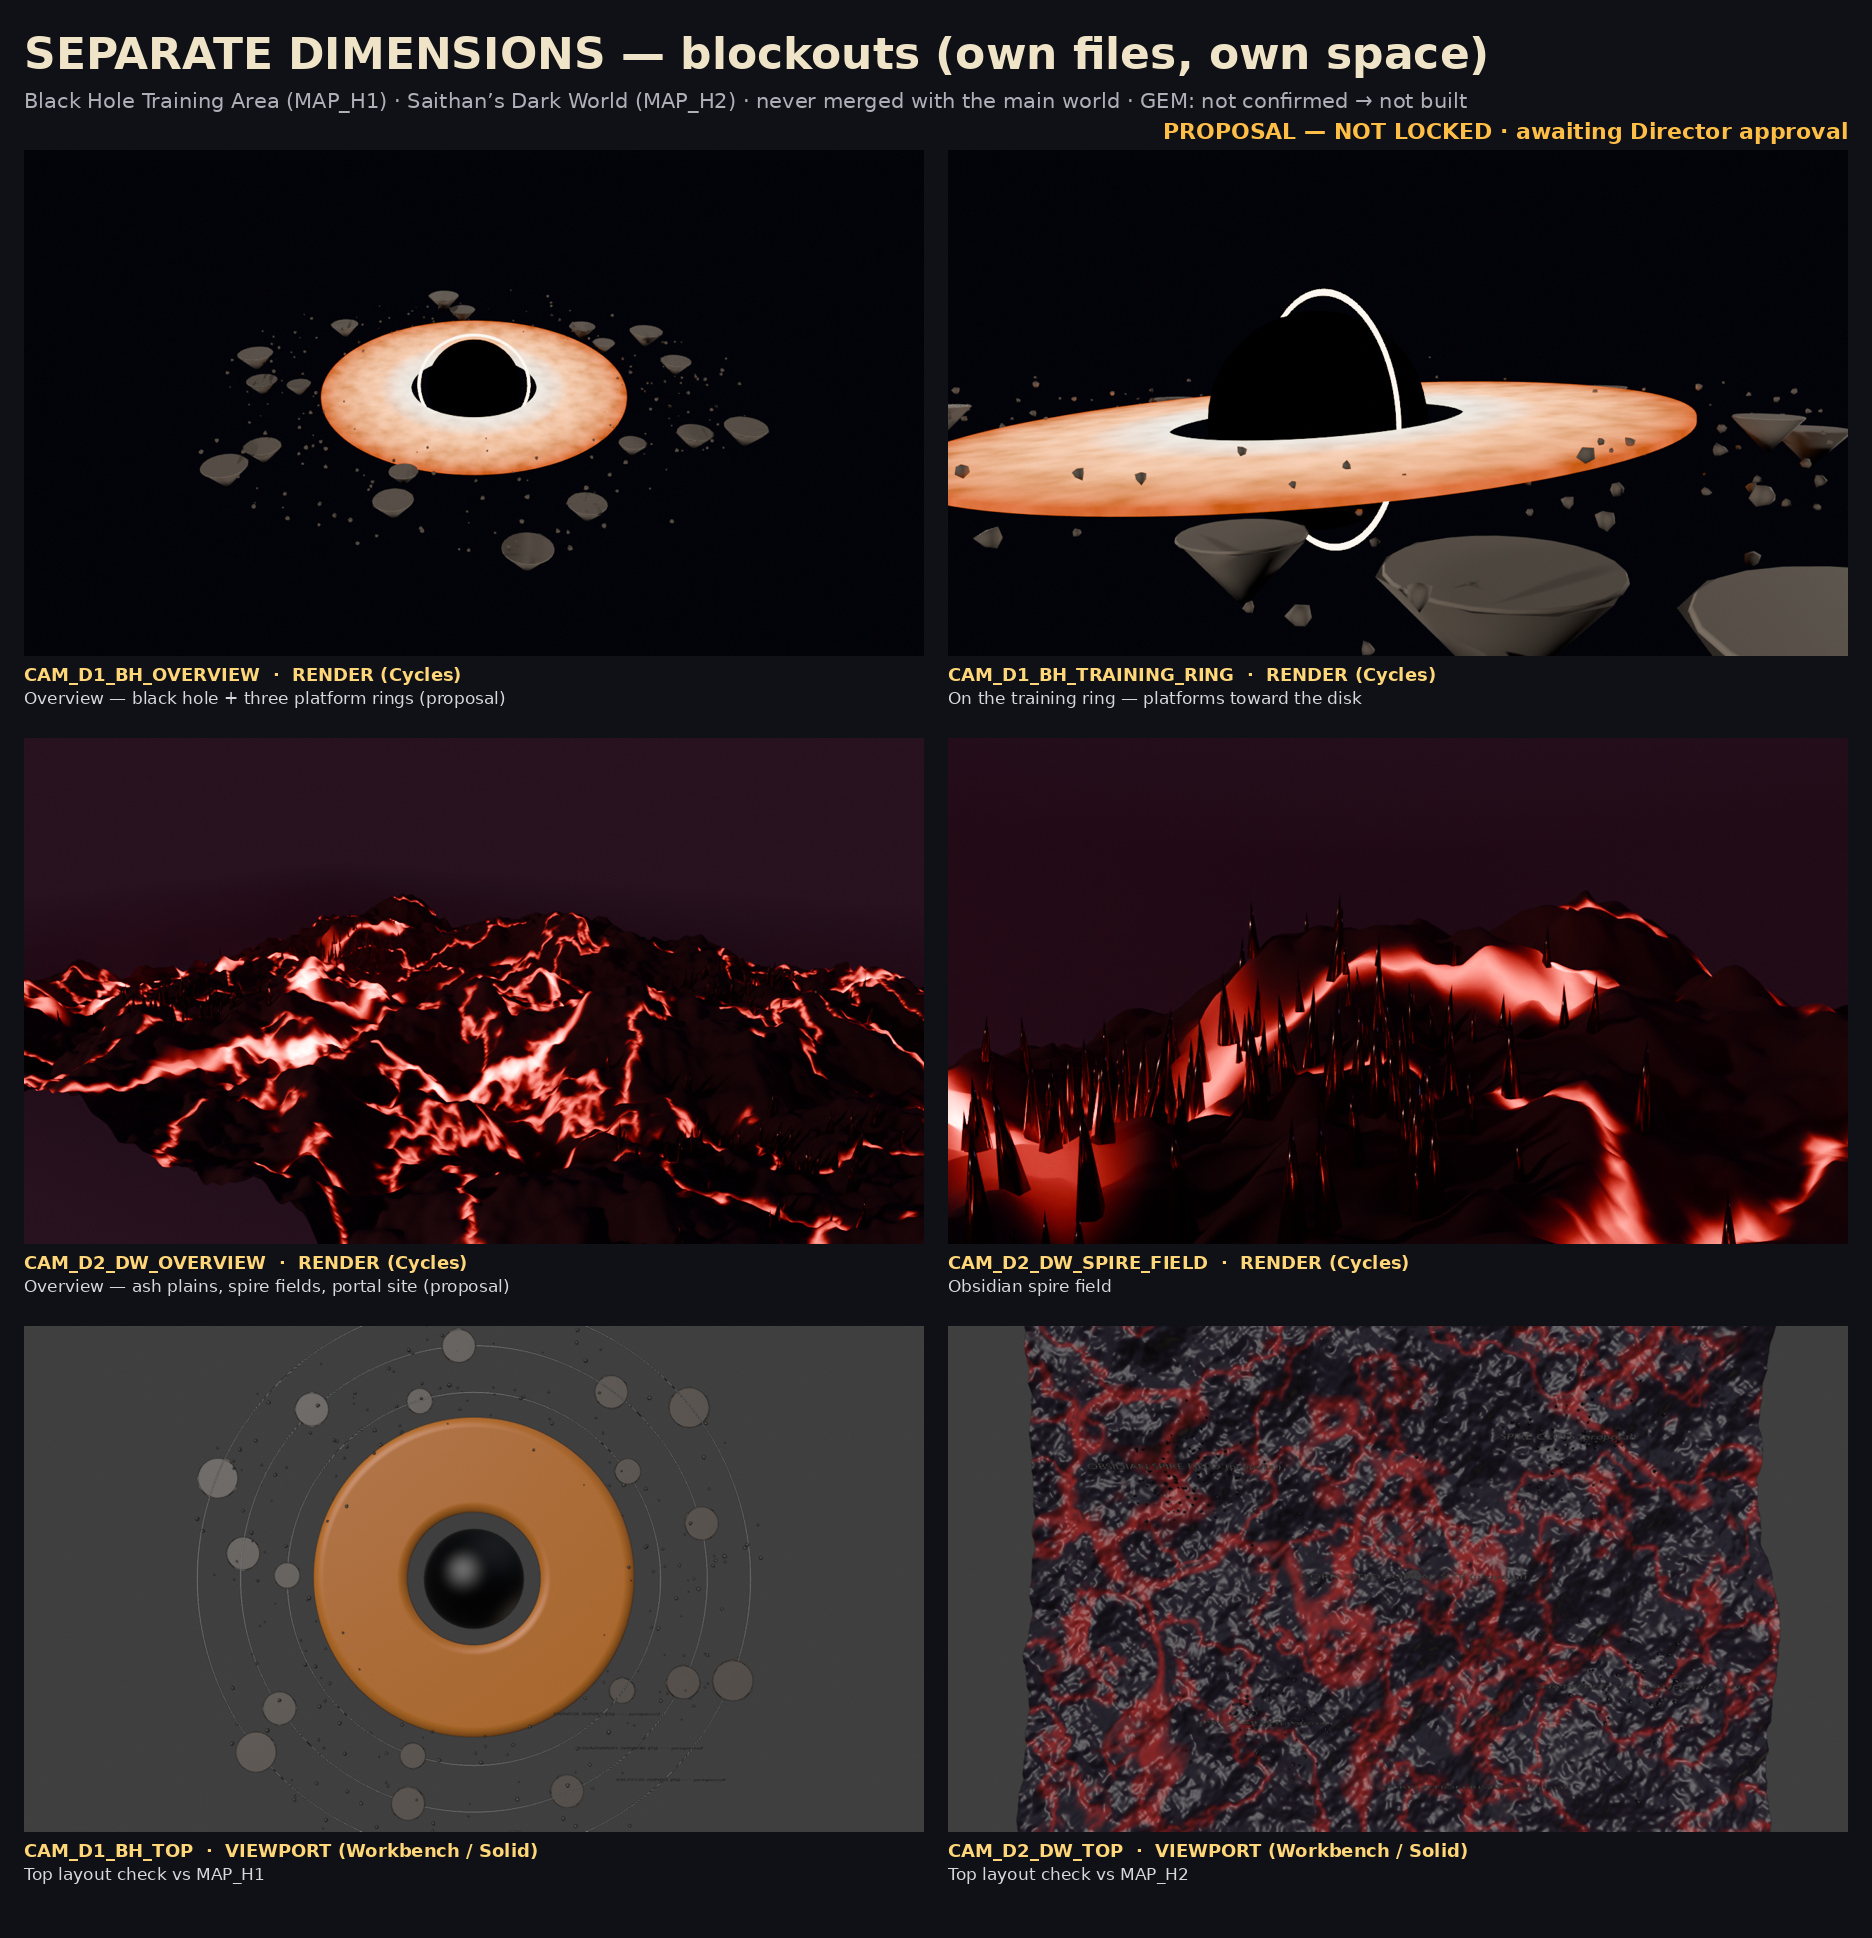 SEPARATE DIMENSIONS — blockouts (own files, own space)
Black Hole Training Area (MAP_H1) · Saithan’s Dark World (MAP_H2) · never merged with the main world · GEM: not confirmed → not built
PROPOSAL — NOT LOCKED · awaiting Director approval
CAM_D1_BH_OVERVIEW · RENDER (Cycles)
Overview — black hole + three platform rings (proposal)
CAM_D1_BH_TRAINING_RING · RENDER (Cycles)
On the training ring — platforms toward the disk
CAM_D2_DW_OVERVIEW · RENDER (Cycles)
Overview — ash plains, spire fields, portal site (proposal)
CAM_D2_DW_SPIRE_FIELD · RENDER (Cycles)
Obsidian spire field
CAM_D1_BH_TOP · VIEWPORT (Workbench / Solid)
Top layout check vs MAP_H1
CAM_D2_DW_TOP · VIEWPORT (Workbench / Solid)
Top layout check vs MAP_H2